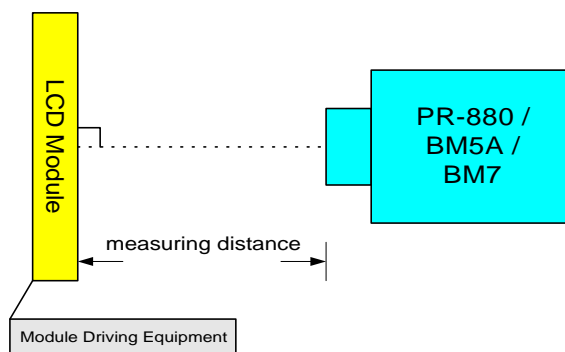 LCD Module
PR-880 /
BM5A /
BM7
measuring distance
Module Driving Equipment